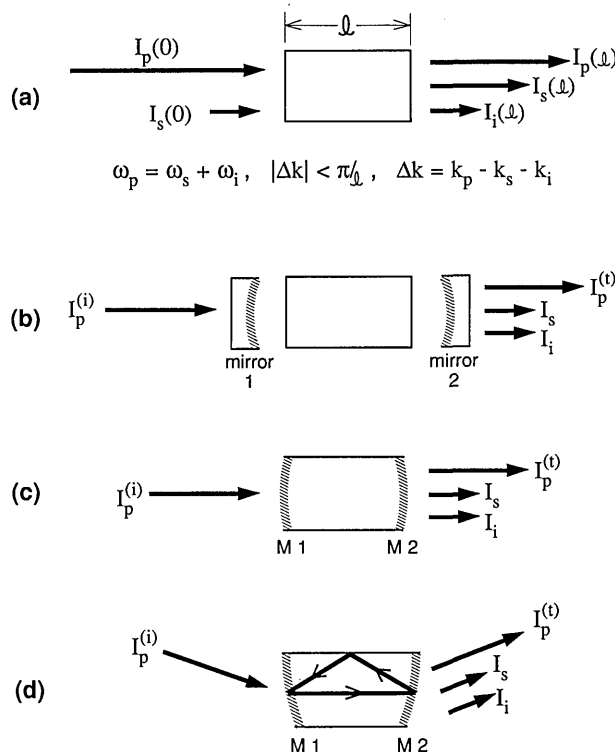 ℓ
I_p(0)
I_p(ℓ)
(a)
I_s(ℓ)
I_s(0)
I_i(ℓ)
ω_p = ω_s + ω_i , |Δk| < π/ℓ , Δk = k_p - k_s - k_i
I_p^(i)
I_p^(t)
(b)
I_s
I_i
mirror
1
mirror
2
I_p^(t)
(c)
I_p^(i)
I_s
I_i
M 1
M 2
I_p^(i)
I_p^(t)
I_s
(d)
I_i
M 1
M 2